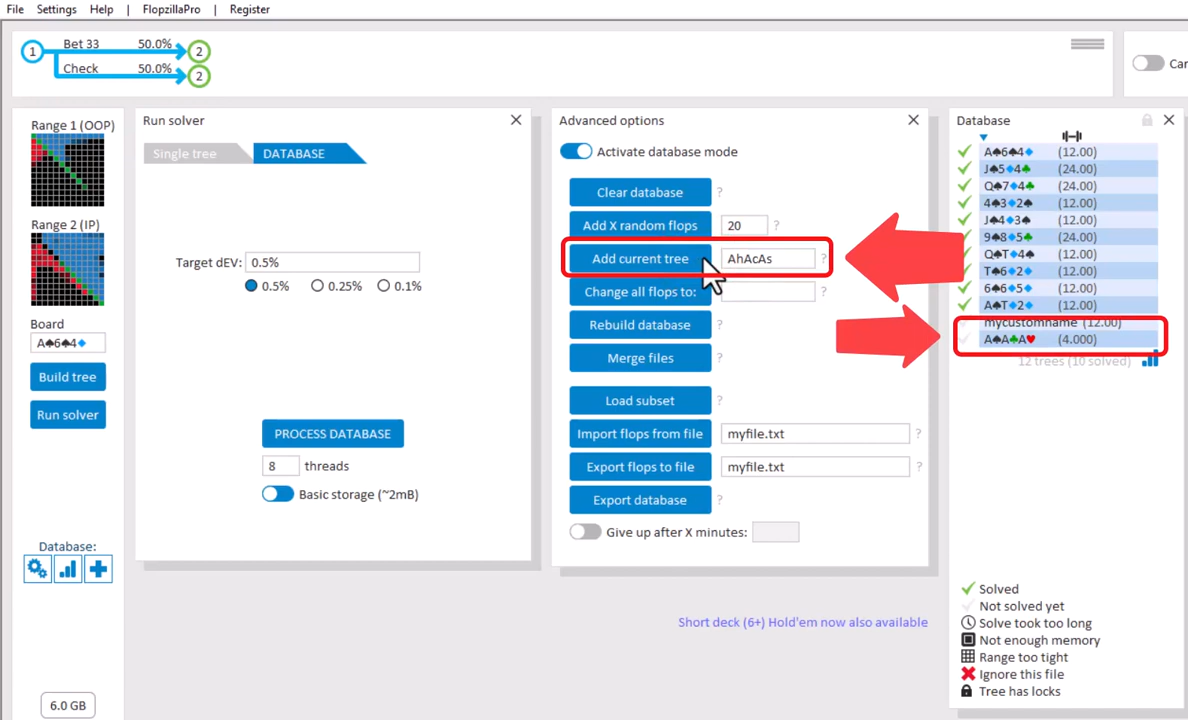 File Settings Help | FlopzillaPro | Register
1 Bet 33 50.0% 2
Check 50.0% 2
Range 1 (OOP)
Range 2 (IP)
Board
A♠6♠4♦
Build tree
Run solver
Database:
6.0 GB
Run solver
Single tree DATABASE
Target dEV: 0.5%
0.5% 0.25% 0.1%
PROCESS DATABASE
8 threads
Basic storage (~2mB)
Advanced options
Activate database mode
Clear database ?
Add X random flops 20 ?
Add current tree AhAcAs ?
Change all flops to: ?
Rebuild database ?
Merge files ?
Load subset ?
Import flops from file myfile.txt ?
Export flops to file myfile.txt ?
Export database ?
Give up after X minutes:
Short deck (6+) Hold'em now also available
Database
A♠6♠4♦ (12.00)
J♠5♦4♣ (24.00)
Q♠7♦4♣ (24.00)
4♠3♦2♠ (12.00)
J♠4♦3♠ (12.00)
9♠8♦5♣ (24.00)
Q♠T♦4♠ (12.00)
T♠6♦2♦ (12.00)
6♠6♦5♦ (12.00)
A♠T♦2♦ (12.00)
mycustomname (12.00)
A♠A♣A♥ (4.000)
12 trees (10 solved)
Solved
Not solved yet
Solve took too long
Not enough memory
Range too tight
Ignore this file
Tree has locks